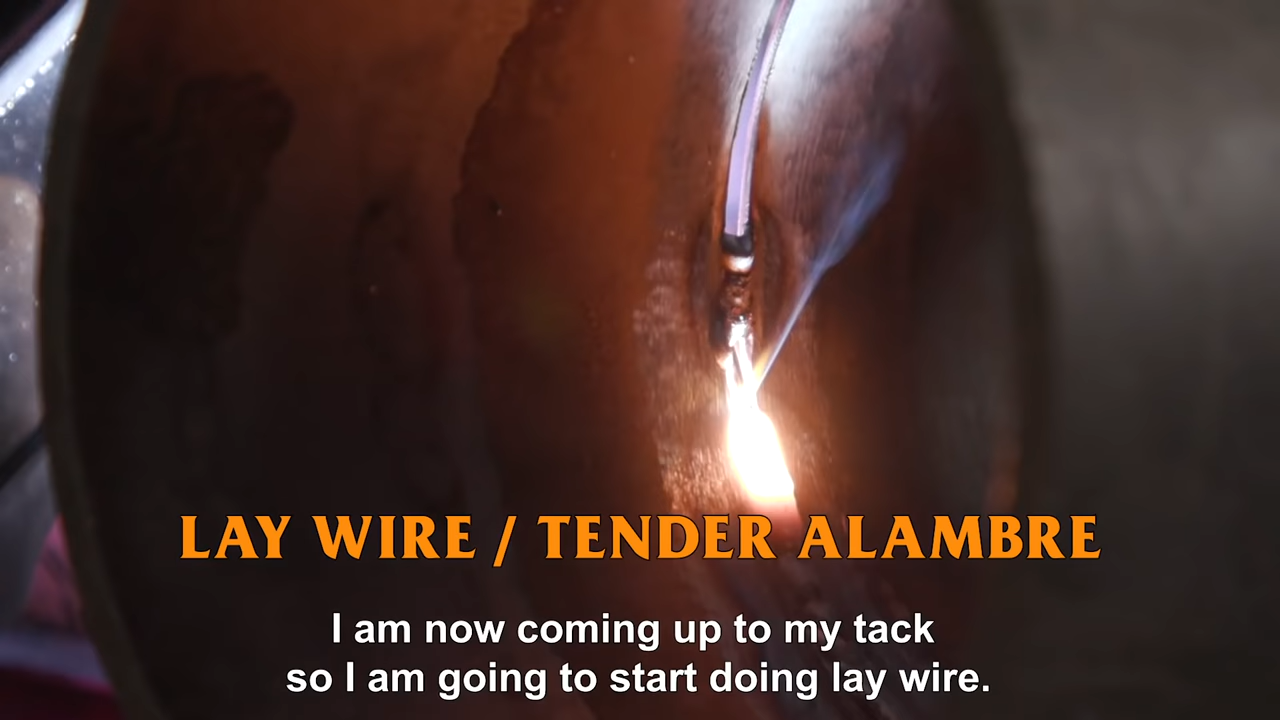 LAY WIRE / TENDER ALAMBRE
I am now coming up to my tack
so I am going to start doing lay wire.